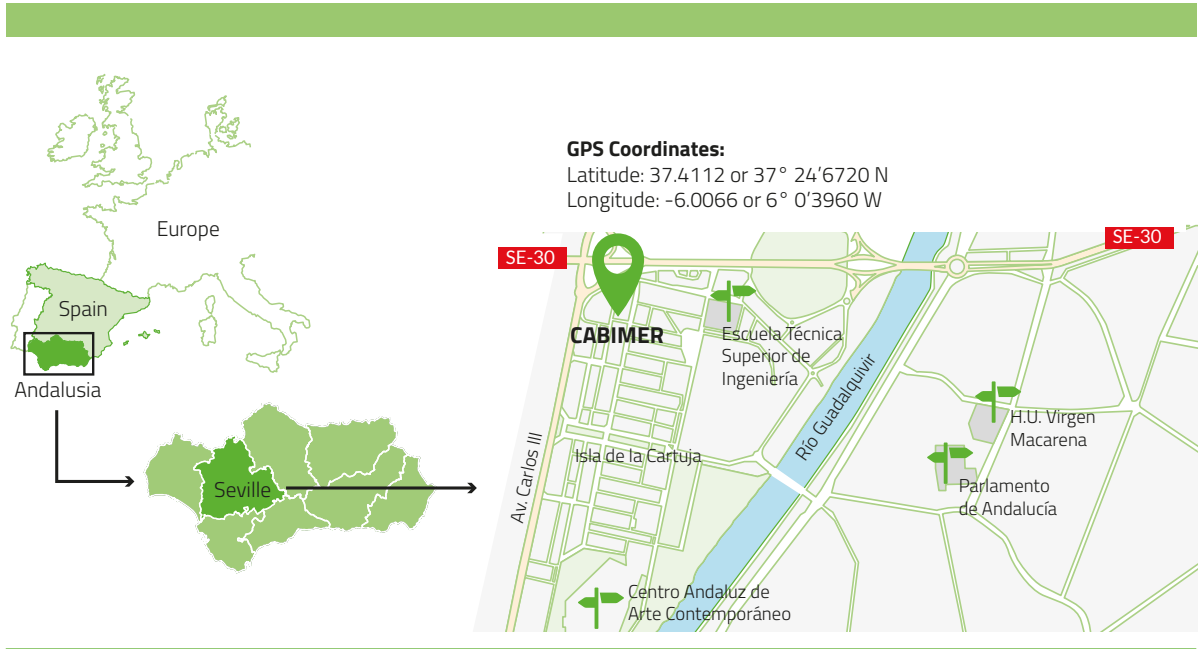 GPS Coordinates:
Latitude: 37.4112 or 37° 24’6720 N
Longitude: -6.0066 or 6° 0’3960 W
Europe
Spain
Andalusia
Seville
SE-30
SE-30
CABIMER
Escuela Técnica
Superior de
Ingeniería
Río Guadalquivir
H.U. Virgen
Macarena
Isla de la Cartuja
Av. Carlos III
Parlamento
de Andalucía
Centro Andaluz de
Arte Contemporáneo